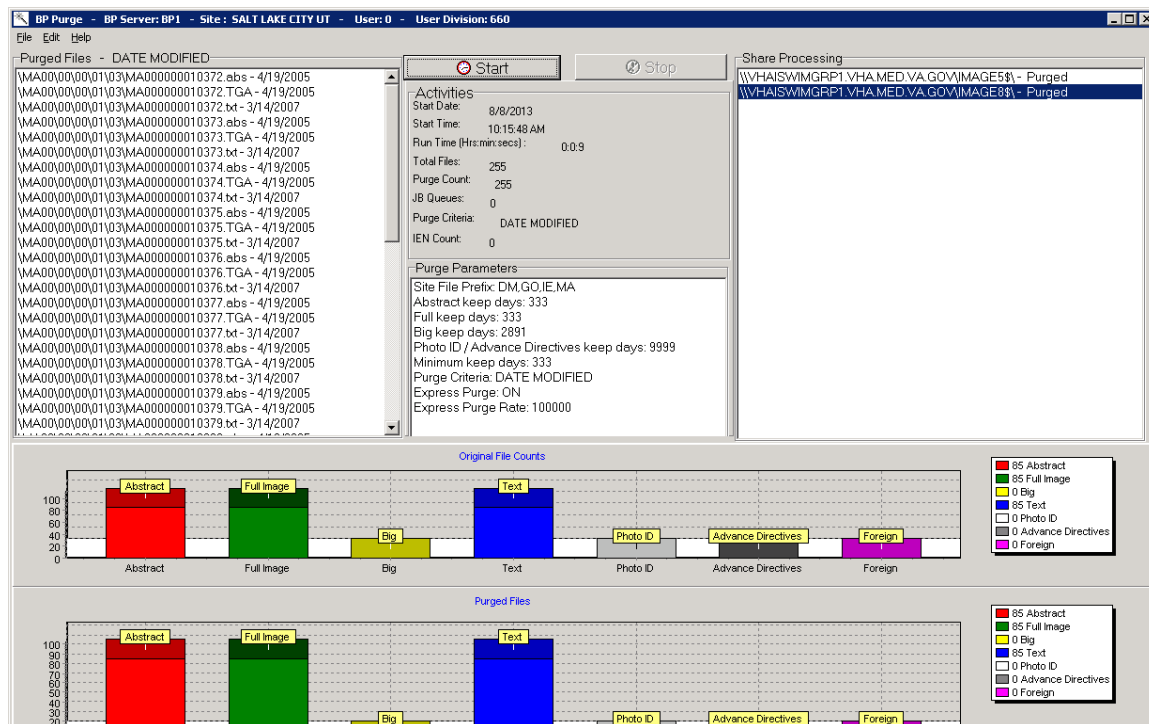 BP Purge - BP Server: BP1 - Site : SALT LAKE CITY UT - User: 0 - User Division: 660
File Edit Help
Purged Files - DATE MODIFIED
\MA00\00\00\01\03\MA000000010372.abs - 4/19/2005
\MA00\00\00\01\03\MA000000010372.TGA - 4/19/2005
\MA00\00\00\01\03\MA000000010372.txt - 3/14/2007
\MA00\00\00\01\03\MA000000010373.abs - 4/19/2005
\MA00\00\00\01\03\MA000000010373.TGA - 4/19/2005
\MA00\00\00\01\03\MA000000010373.txt - 3/14/2007
\MA00\00\00\01\03\MA000000010374.abs - 4/19/2005
\MA00\00\00\01\03\MA000000010374.TGA - 4/19/2005
\MA00\00\00\01\03\MA000000010374.txt - 3/14/2007
\MA00\00\00\01\03\MA000000010375.abs - 4/19/2005
\MA00\00\00\01\03\MA000000010375.TGA - 4/19/2005
\MA00\00\00\01\03\MA000000010375.txt - 3/14/2007
\MA00\00\00\01\03\MA000000010376.abs - 4/19/2005
\MA00\00\00\01\03\MA000000010376.TGA - 4/19/2005
\MA00\00\00\01\03\MA000000010376.txt - 3/14/2007
\MA00\00\00\01\03\MA000000010377.abs - 4/19/2005
\MA00\00\00\01\03\MA000000010377.TGA - 4/19/2005
\MA00\00\00\01\03\MA000000010377.txt - 3/14/2007
\MA00\00\00\01\03\MA000000010378.abs - 4/19/2005
\MA00\00\00\01\03\MA000000010378.TGA - 4/19/2005
\MA00\00\00\01\03\MA000000010378.txt - 3/14/2007
\MA00\00\00\01\03\MA000000010379.abs - 4/19/2005
\MA00\00\00\01\03\MA000000010379.TGA - 4/19/2005
\MA00\00\00\01\03\MA000000010379.txt - 3/14/2007
Start
Stop
Activities
Start Date: 8/8/2013
Start Time: 10:15:48 AM
Run Time (Hrs:min:secs) : 0:0:9
Total Files: 255
Purge Count: 255
JB Queues: 0
Purge Criteria: DATE MODIFIED
IEN Count: 0
Purge Parameters
Site File Prefix: DM,GO,IE,MA
Abstract keep days: 333
Full keep days: 333
Big keep days: 2891
Photo ID / Advance Directives keep days: 9999
Minimum keep days: 333
Purge Criteria: DATE MODIFIED
Express Purge: ON
Express Purge Rate: 100000
Share Processing
\\VHAISWIMGRP1.VHA.MED.VA.GOV\IMAGE5$\ - Purged
\\VHAISWIMGRP1.VHA.MED.VA.GOV\IMAGE8$\ - Purged
Original File Counts
100
80
60
40
20
0
Abstract
Full Image
Big
Text
Photo ID
Advance Directives
Foreign
Abstract
Full Image
Big
Text
Photo ID
Advance Directives
Foreign
85 Abstract
85 Full Image
0 Big
85 Text
0 Photo ID
0 Advance Directives
0 Foreign
Purged Files
100
90
80
70
60
50
40
30
20
Abstract
Full Image
Big
Text
Photo ID
Advance Directives
Foreign
85 Abstract
85 Full Image
0 Big
85 Text
0 Photo ID
0 Advance Directives
0 Foreign